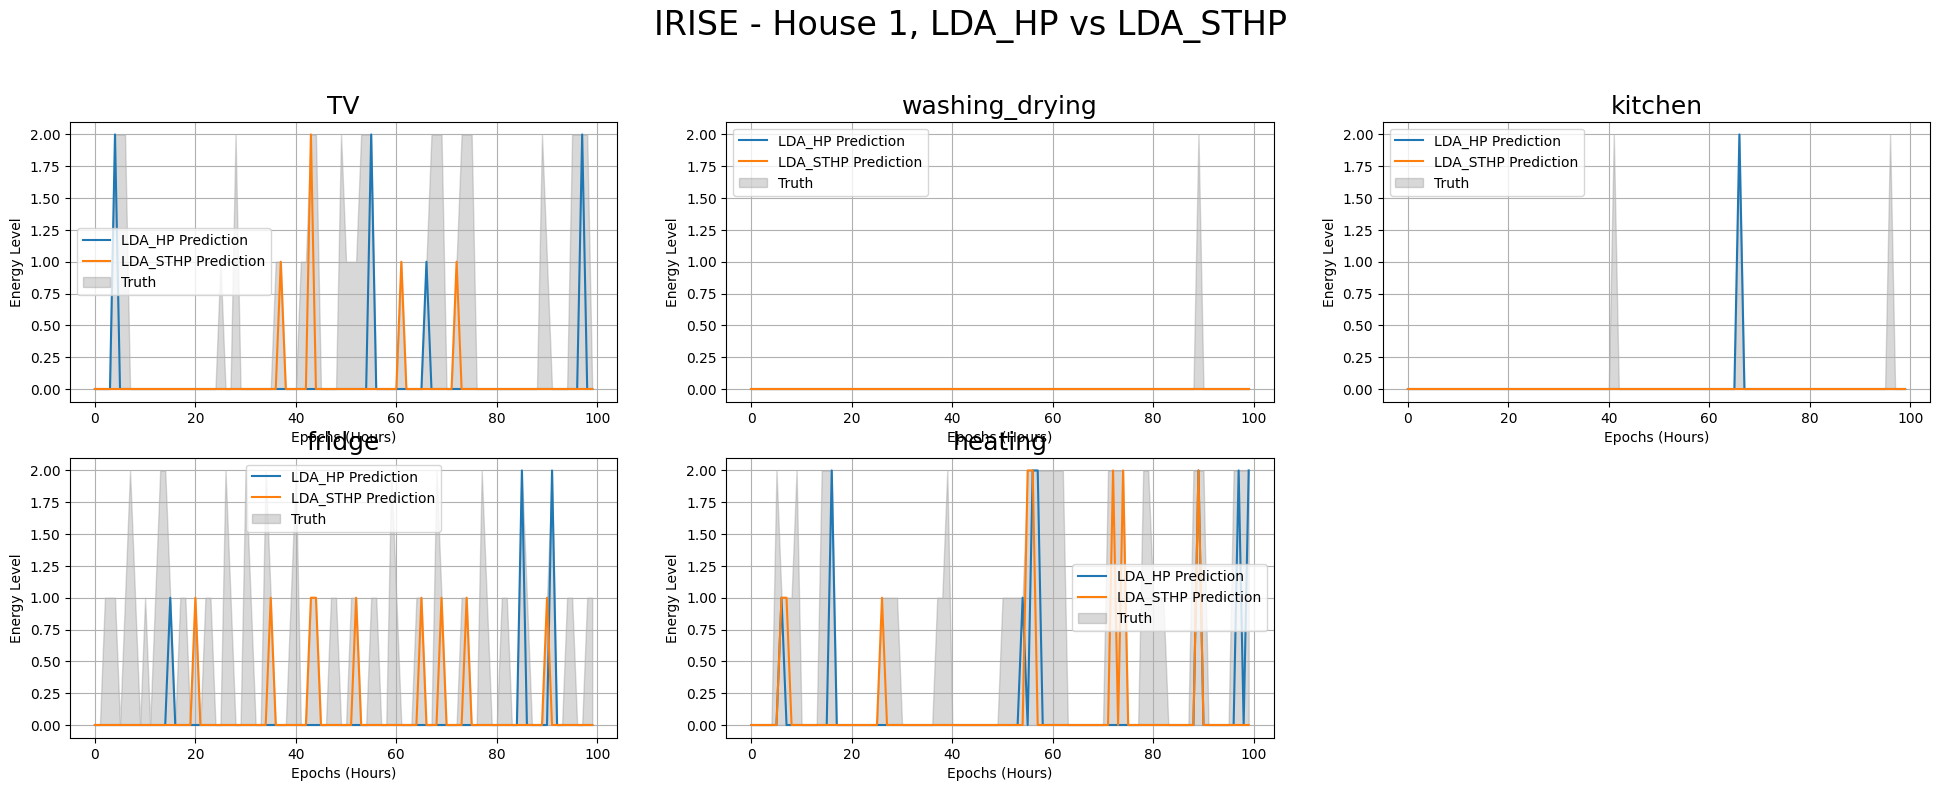 IRISE - House 1, LDA_HP vs LDA_STHP
TV
2.00
1.75
1.50
1.25
1.00
0.75
0.50
0.25
0.00
Energy Level
LDA_HP Prediction
LDA_STHP Prediction
Truth
0 20 40 60 80 100
Epochs (Hours)
washing_drying
2.00
1.75
1.50
1.25
1.00
0.75
0.50
0.25
0.00
Energy Level
LDA_HP Prediction
LDA_STHP Prediction
Truth
0 20 40 60 80 100
Epochs (Hours)
kitchen
2.00
1.75
1.50
1.25
1.00
0.75
0.50
0.25
0.00
Energy Level
LDA_HP Prediction
LDA_STHP Prediction
Truth
0 20 40 60 80 100
Epochs (Hours)
fridge
2.00
1.75
1.50
1.25
1.00
0.75
0.50
0.25
0.00
Energy Level
LDA_HP Prediction
LDA_STHP Prediction
Truth
0 20 40 60 80 100
Epochs (Hours)
heating
2.00
1.75
1.50
1.25
1.00
0.75
0.50
0.25
0.00
Energy Level
LDA_HP Prediction
LDA_STHP Prediction
Truth
0 20 40 60 80 100
Epochs (Hours)